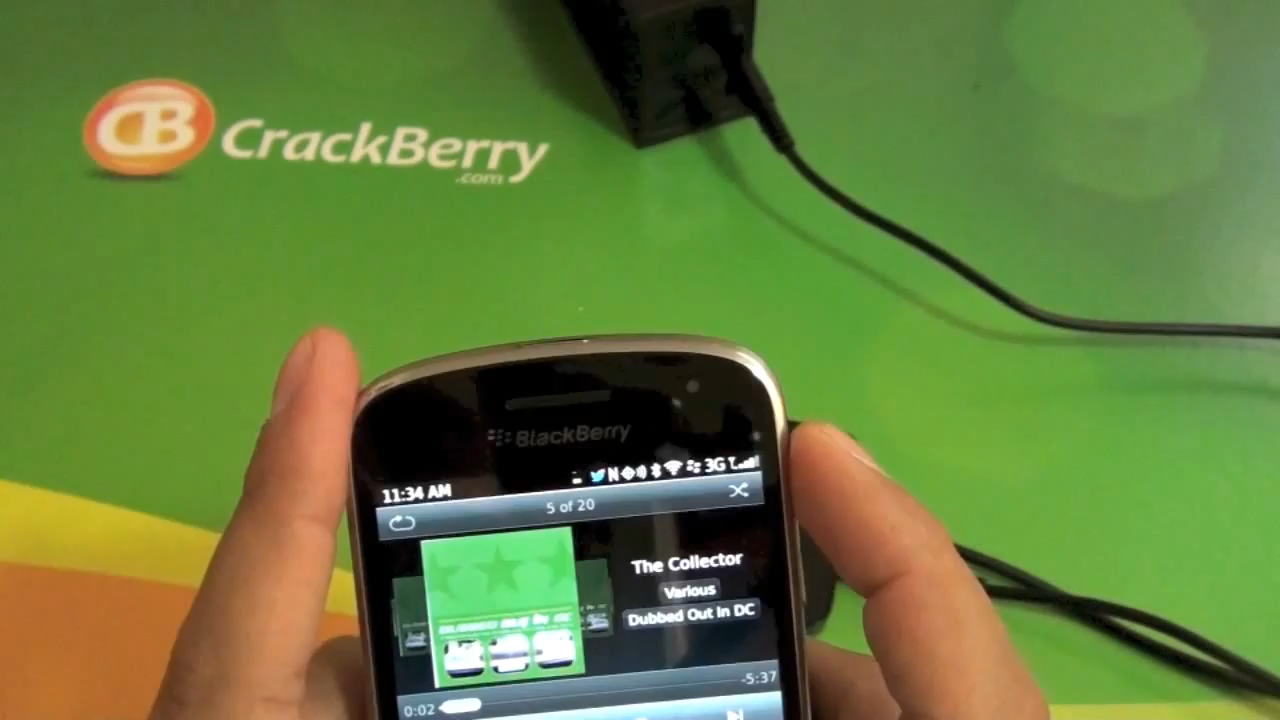 CB CrackBerry
.com
BlackBerry
11:34 AM N 3G
5 of 20
The Collector
Various
Dubbed Out In DC
0:02 -5:37